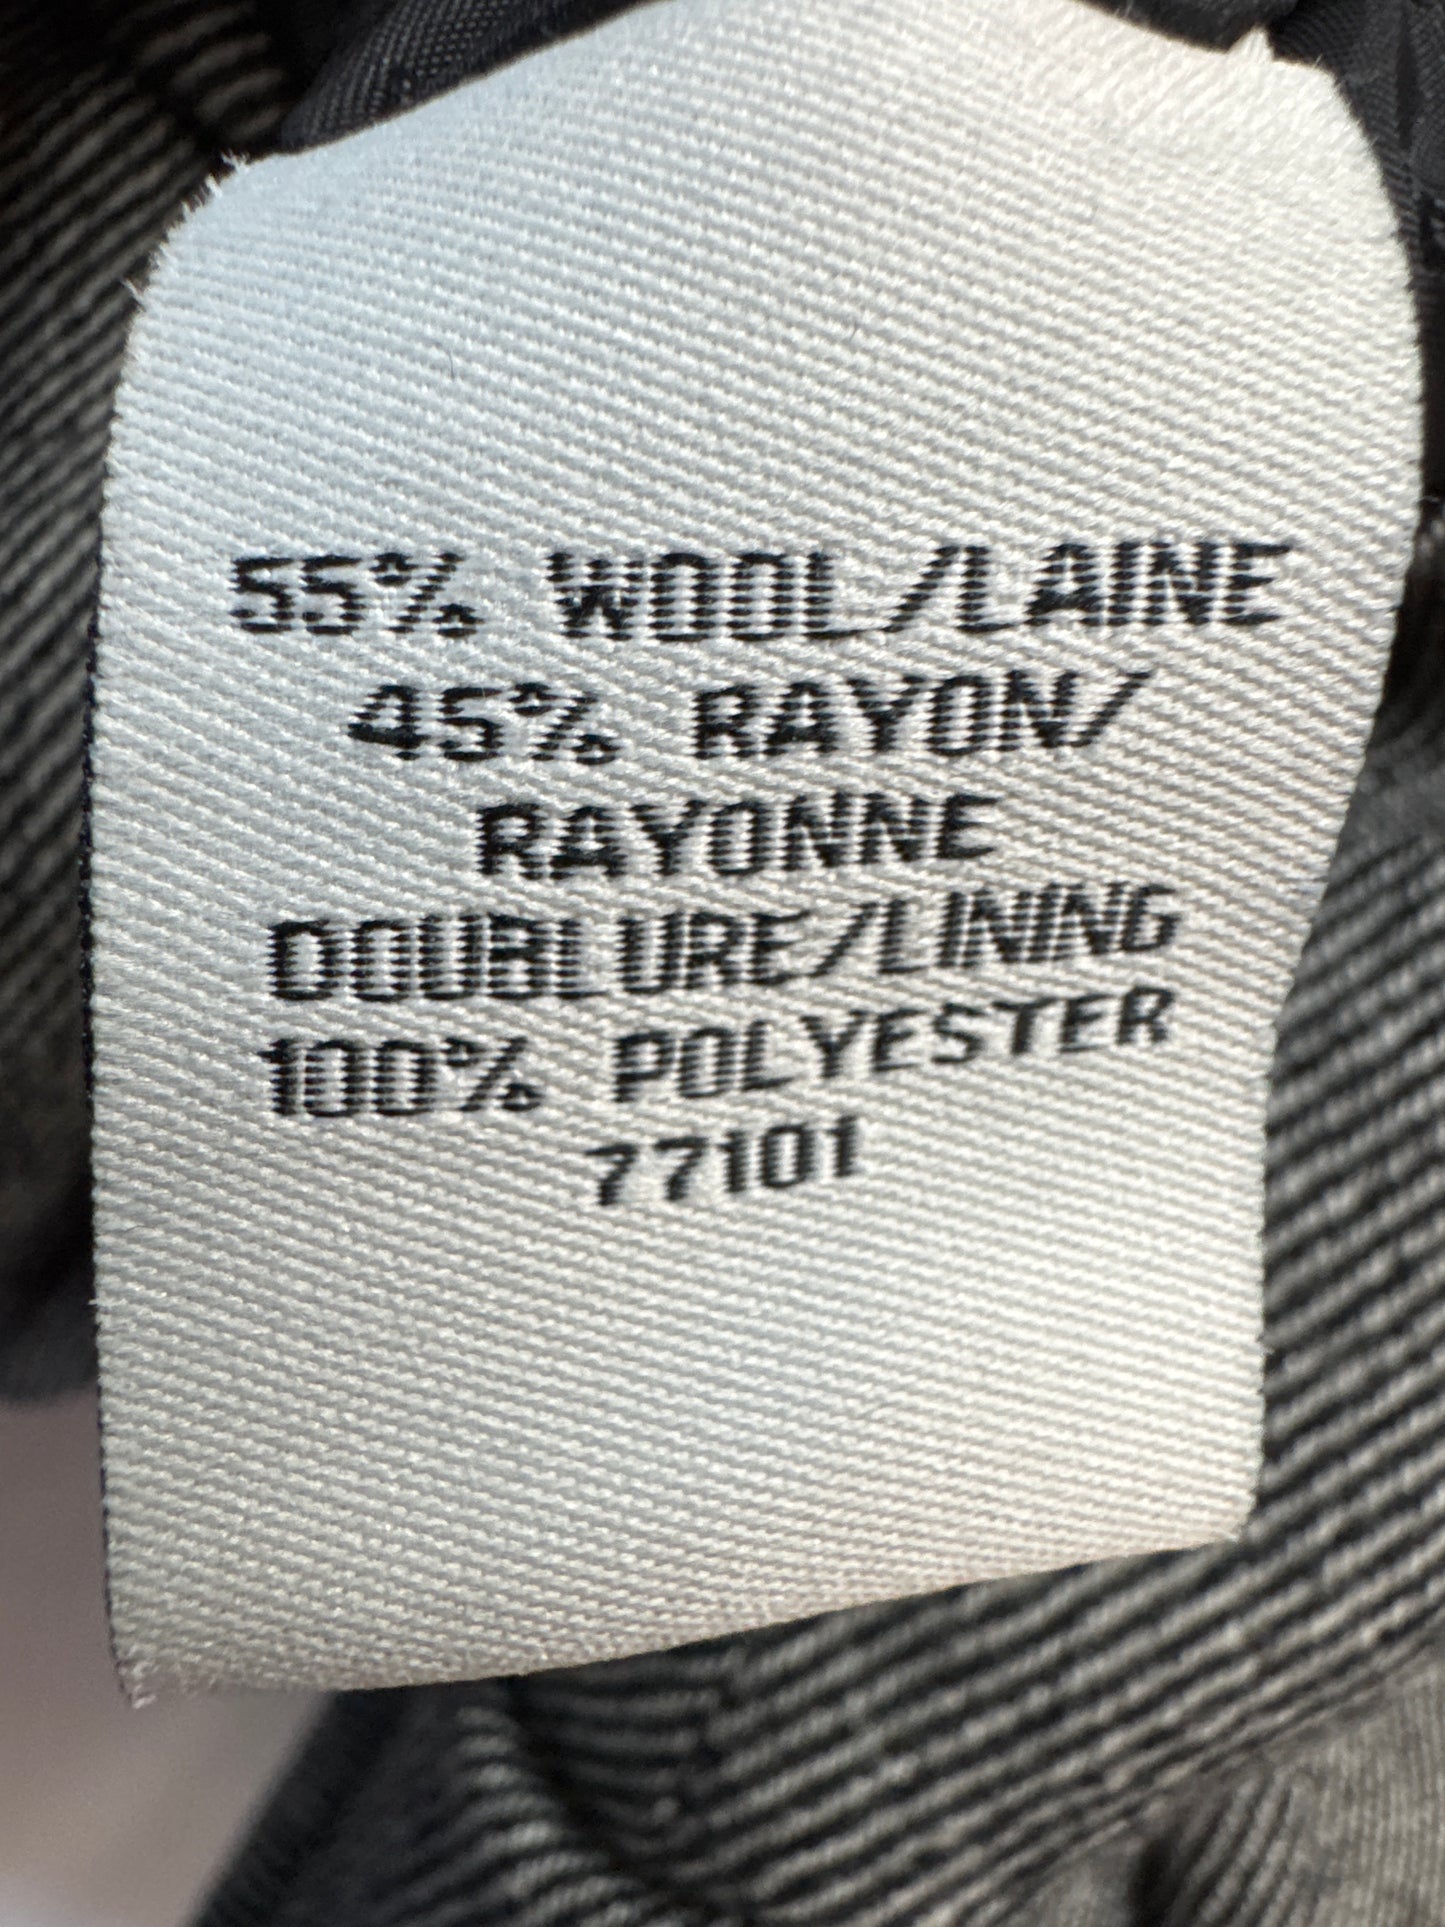 55% WOOL/LAINE
45% RAYON/
RAYONNE
DOUBLURE/LINING
100% POLYESTER
77101